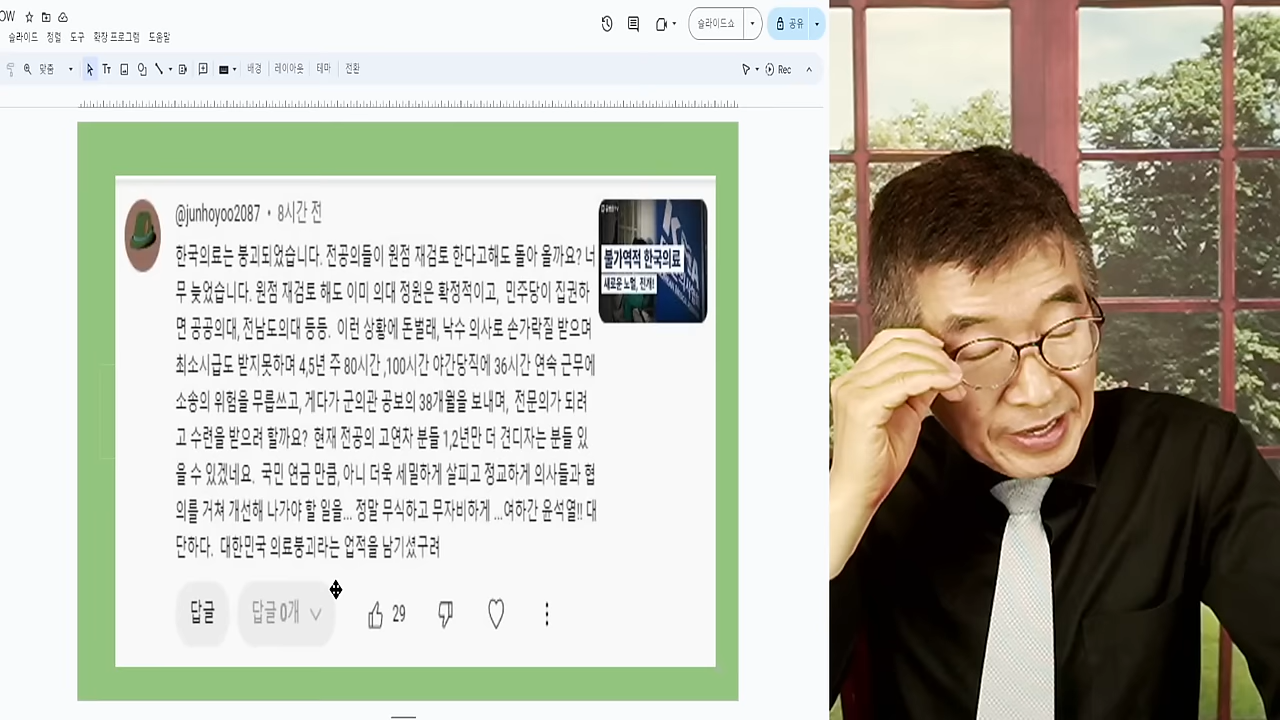 OW
슬라이드 정렬 도구 확장 프로그램 도움말
슬라이드쇼
공유
맞춤
Tт
배경 레이아웃 테마 전환
Rec
@junhoyoo2087 • 8시간 전
한국의료는 붕괴되었습니다. 전공의들이 원점 재검토 한다고해도 돌아 올까요? 너
무 늦었습니다. 원점 재검토 해도 이미 의대 정원은 확정적이고, 민주당이 집권하
면 공공의대, 전남도의대 등등. 이런 상황에 돈벌래, 낙수 의사로 손가락질 받으며
최소시급도 받지못하며 4,5년 주 80시간 ,100시간 야간당직에 36시간 연속 근무에
소송의 위험을 무릅쓰고, 게다가 군의관 공보의 38개월을 보내며, 전문의가 되려
고 수련을 받으려 할까요? 현재 전공의 고연차 분들 1,2년만 더 견디자는 분들 있
을 수 있겠네요. 국민 연금 만큼, 아니 더욱 세밀하게 살피고 정교하게 의사들과 협
의를 거쳐 개선해 나가야 할 일을... 정말 무식하고 무자비하게 ...여하간 윤석열!! 대
단하다. 대한민국 의료붕괴라는 업적을 남기셨구려
불가역적 한국의료
새로운 노멀, 전개!
답글
답글 0개
29